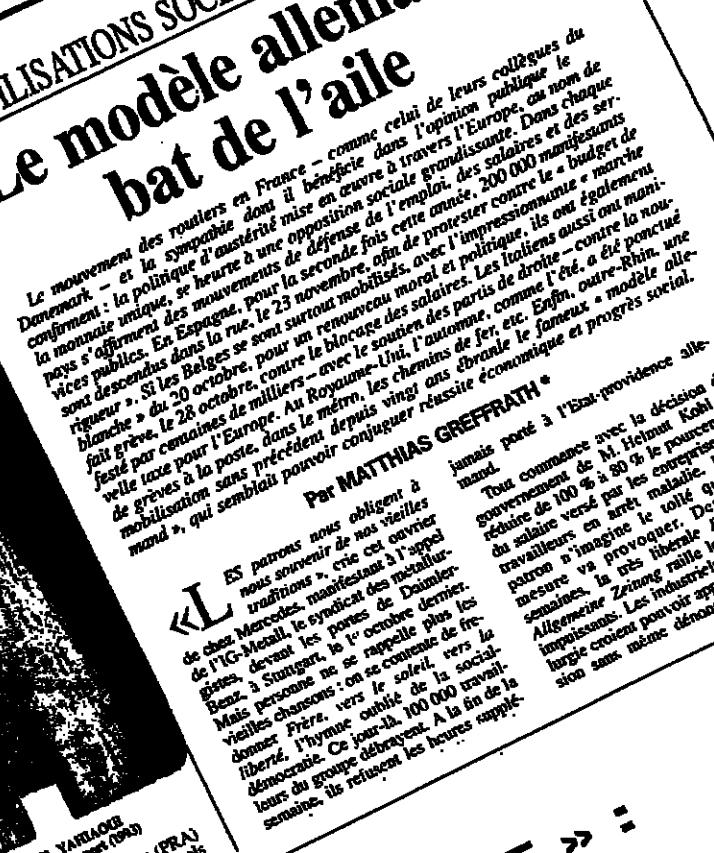 ILISATIONS SOC
Le modèle allema
bat de l'aile
Le mouvement des routiers en France – comme celui de leurs collègues du
Danemark – et la sympathie dont il bénéficie dans l'opinion publique le
confirment : la politique d'austérité mise en œuvre à travers l'Europe, au nom de
la monnaie unique, se heurte à une opposition sociale grandissante. Dans chaque
pays s'affirment des mouvements de défense de l'emploi, des salaires et des ser-
vices publics. En Espagne, pour la seconde fois cette année, 200 000 manifestants
sont descendus dans la rue, le 23 novembre, afin de protester contre le « budget de
rigueur ». Si les Belges se sont surtout mobilisés, avec l'impressionnante « marche
blanche » du 20 octobre, pour un renouveau moral et politique, ils ont également
fait grève, le 28 octobre, contre le blocage des salaires. Les Italiens aussi ont mani-
festé par centaines de milliers – avec le soutien des partis de droite – contre la nou-
velle taxe pour l'Europe. Au Royaume-Uni, l'automne, comme l'été, a été ponctué
de grèves à la poste, dans le métro, les chemins de fer, etc. Enfin, outre-Rhin, une
mobilisation sans précédent depuis vingt ans ébranle le fameux « modèle alle-
mand », qui semblait pouvoir conjuguer réussite économique et progrès social.
Par MATTHIAS GREFFRATH *
«LES patrons nous obligent à
nous souvenir de nos vieilles
traditions », crie cet ouvrier
de chez Mercedes, manifestant à l'appel
de l'IG-Metall, le syndicat des métallur-
gistes, devant les portes de Daimler-
Benz, à Stuttgart, le 1er octobre dernier.
Mais personne ne se rappelle plus les
vieilles chansons : on se contente de fre-
donner Frère, vers le soleil, vers la
liberté, l'hymne oublié de la social-
démocratie. Ce jour-là, 100 000 travail-
leurs du groupe débrayent. A la fin de la
semaine, ils refusent les heures supplé-
jamais porté à l'Etat-providence alle-
mand.
Tout commence avec la décision d
gouvernement de M. Helmut Kohl
réduire de 100 % à 80 % le pourcen
du salaire versé par les entreprise
travailleurs en arrêt maladie.
patron n'imagine le tollé qu
mesure va provoquer. De
semaines, la très libérale
Allgemeine Zeitung raille l
impuissants. Les industriel
lurgie croient pouvoir app
sion sans même dénon
YAHIAOUI
(1993)
(PRA)
» :